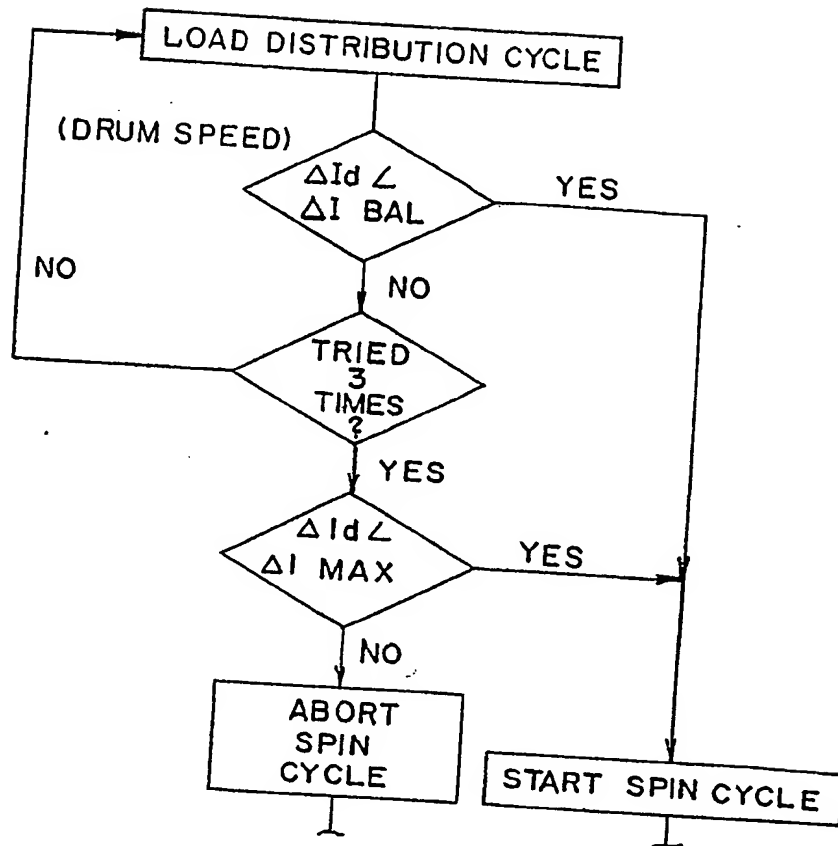 LOAD DISTRIBUTION CYCLE
(DRUM SPEED)
ΔId ∠
ΔI BAL
YES
NO
NO
TRIED
3
TIMES
?
YES
ΔId ∠
ΔI MAX
YES
NO
ABORT
SPIN
CYCLE
START SPIN CYCLE